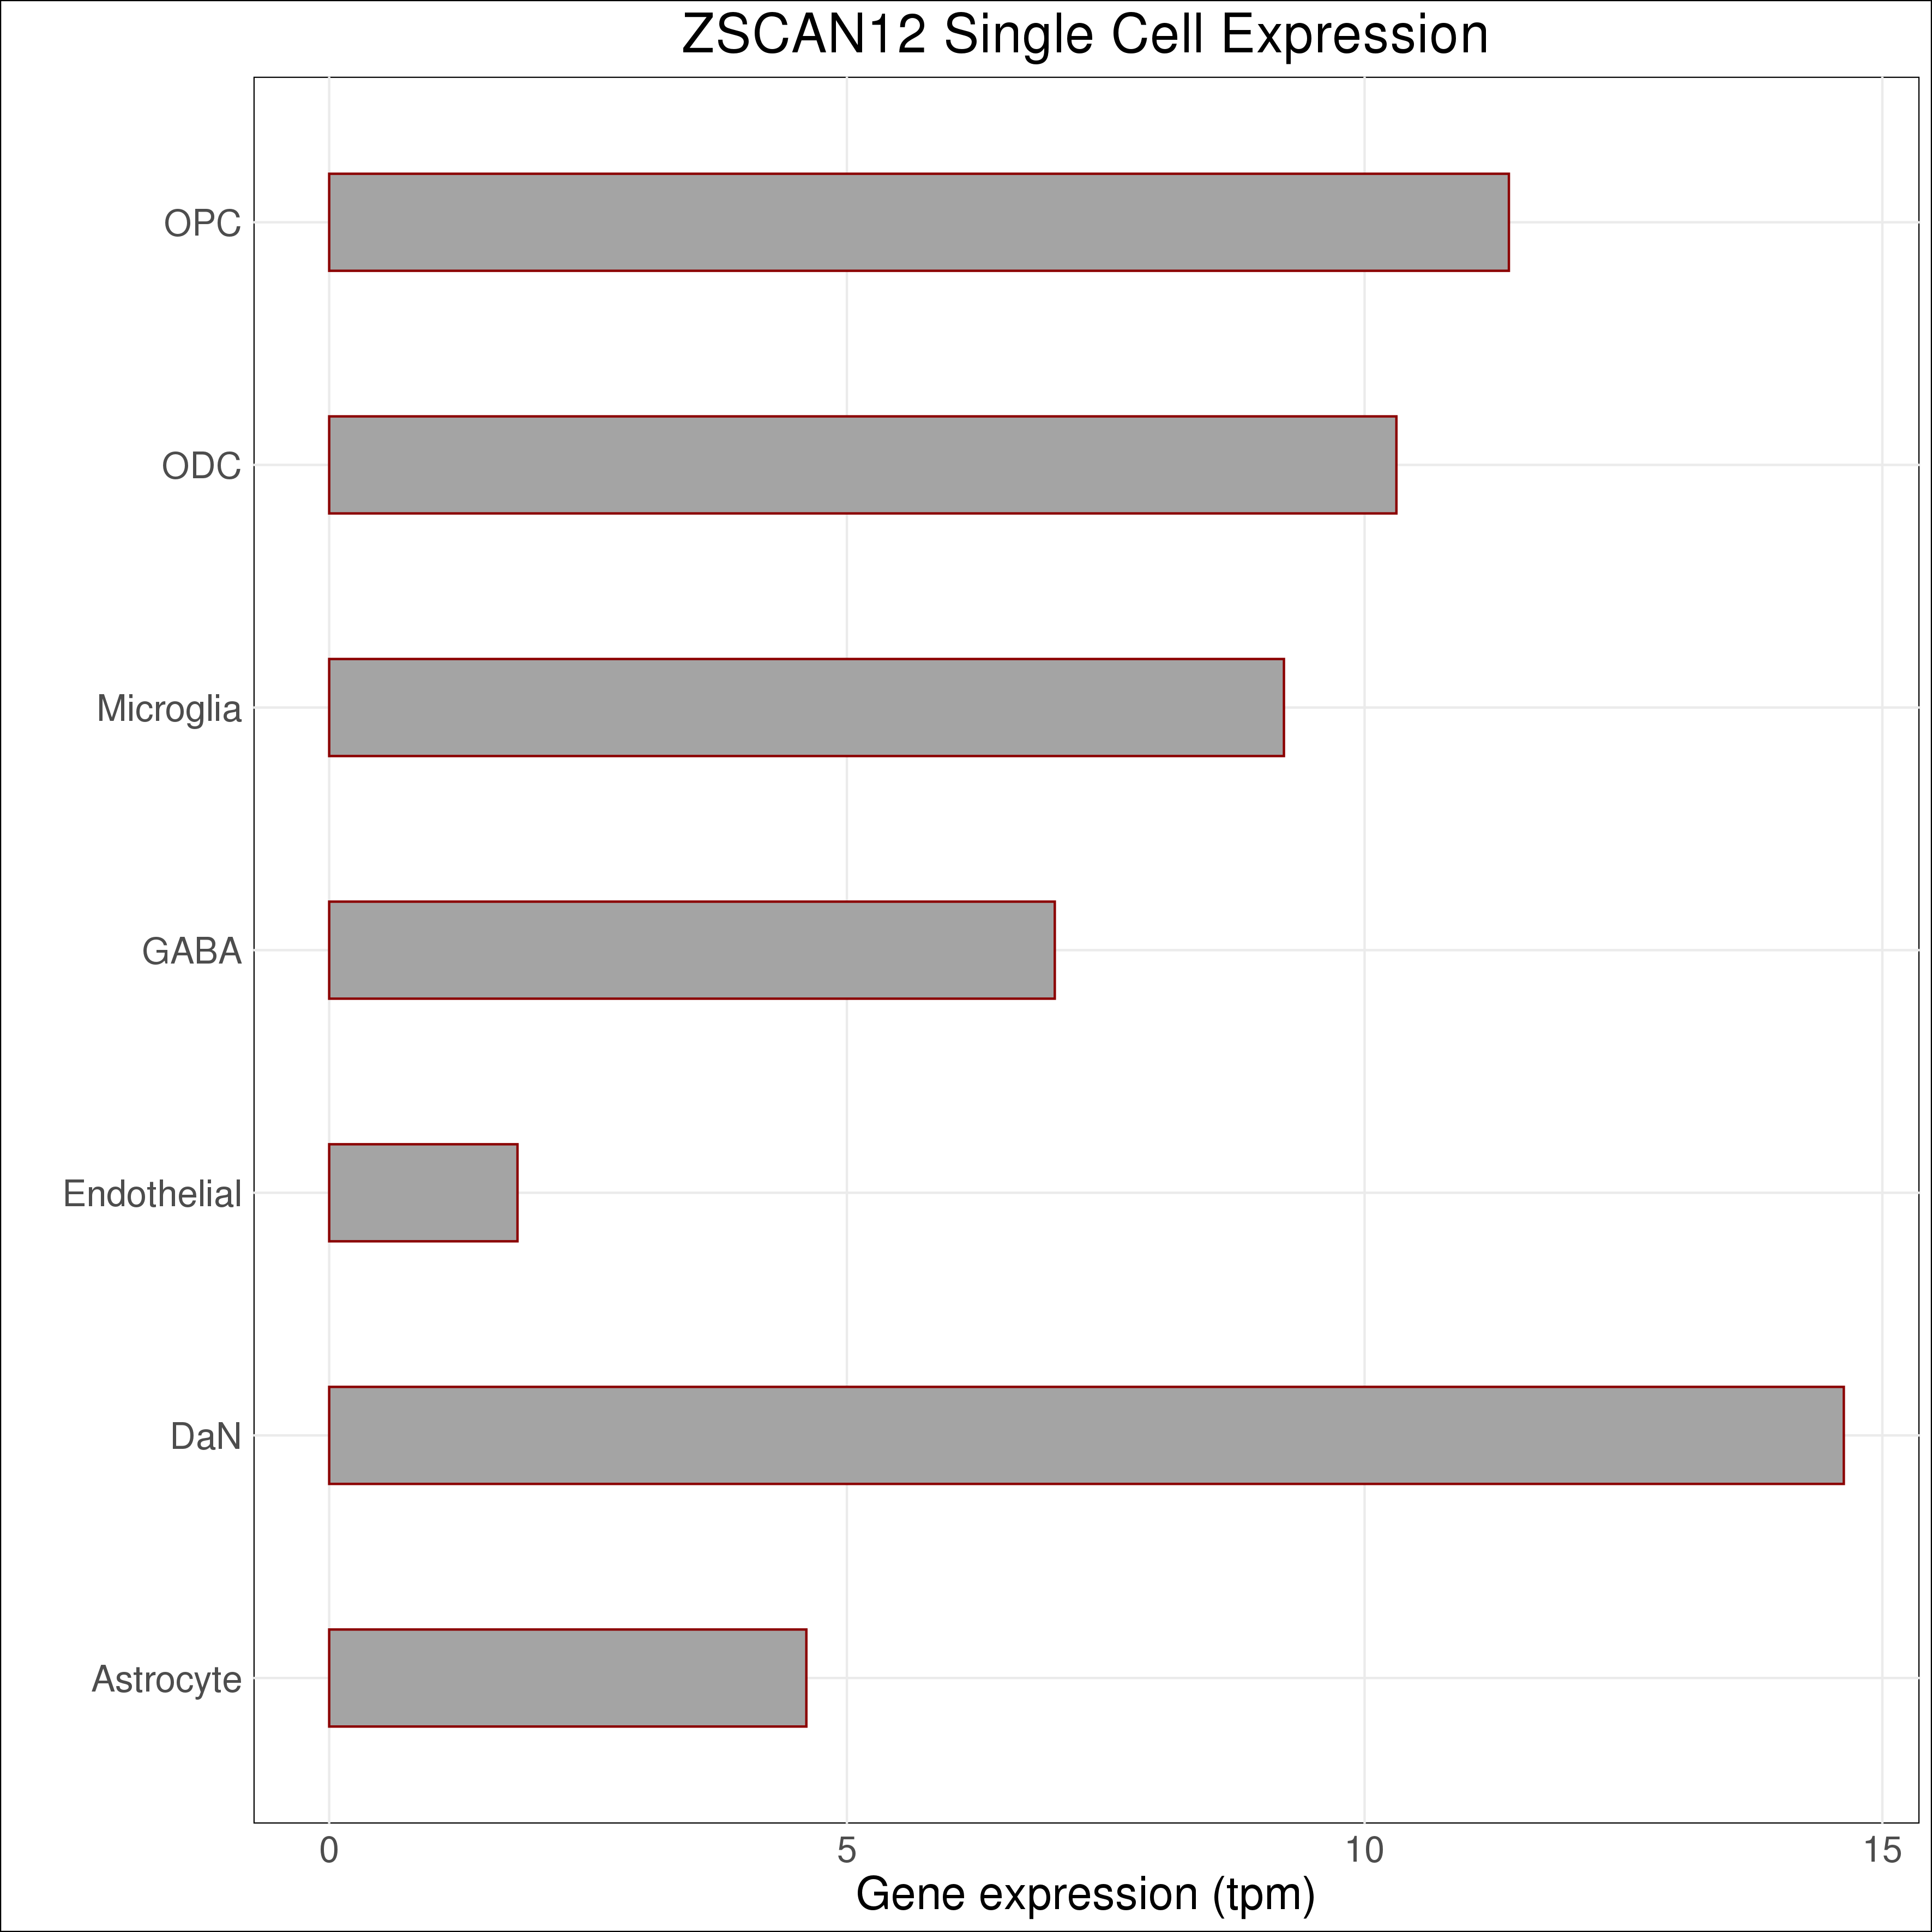 ZSCAN12 Single Cell Expression
OPC
ODC
Microglia
GABA
Endothelial
DaN
Astrocyte
0 5 10 15
Gene expression (tpm)